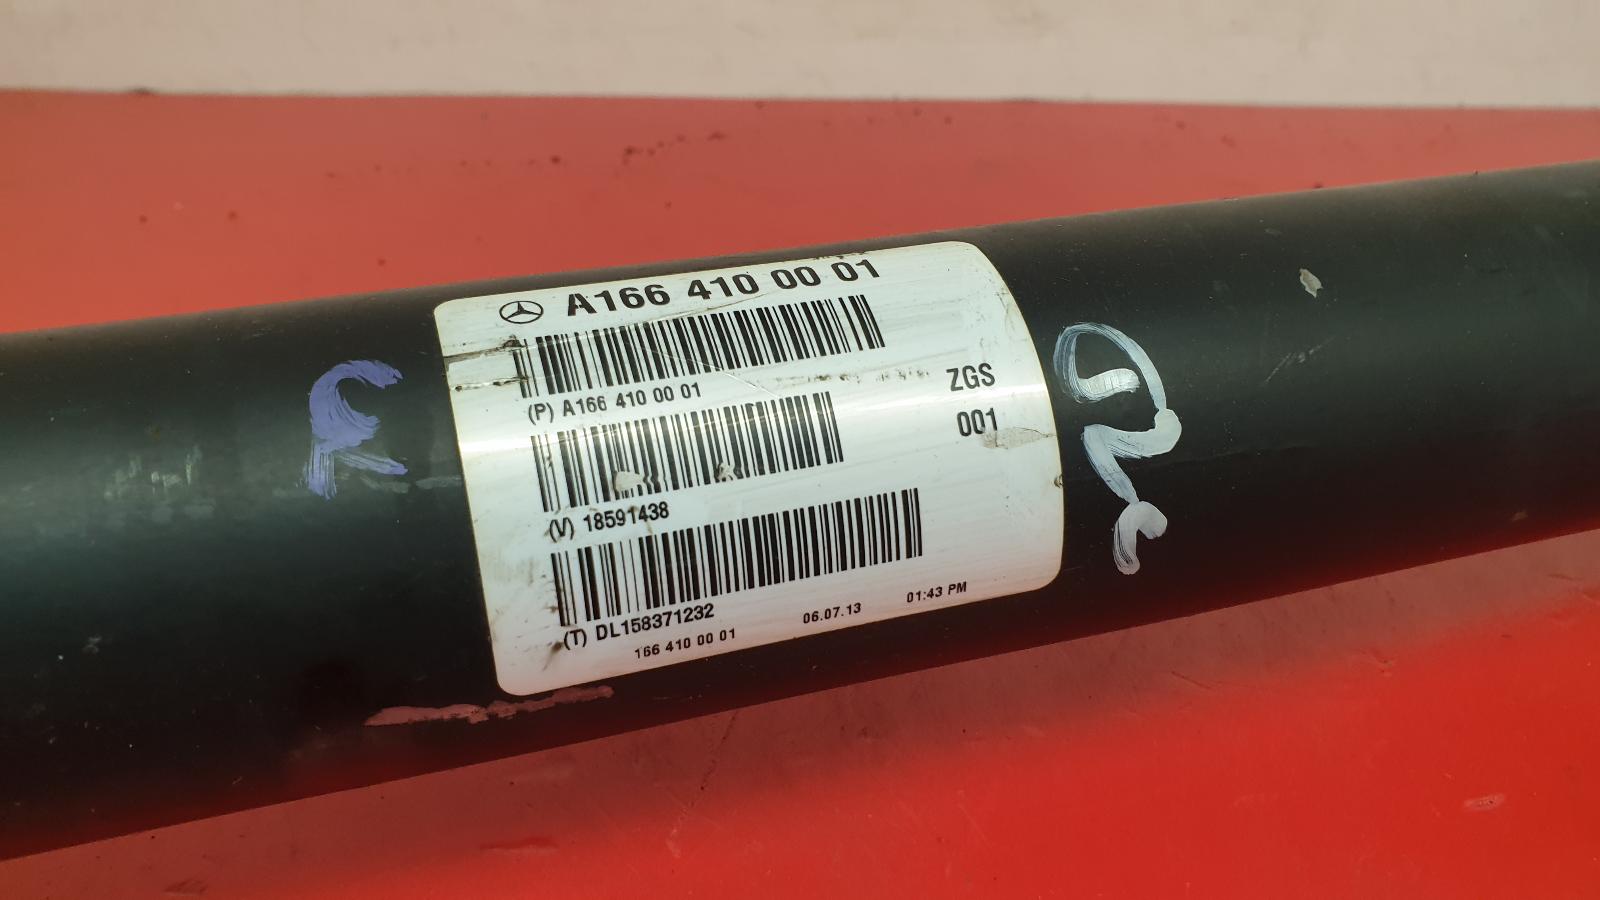 A166 410 00 01
(P) A166 410 00 01
ZGS
001
(V) 18591438
(T) DL158371232
166 410 00 01 06.07.13 01:43 PM